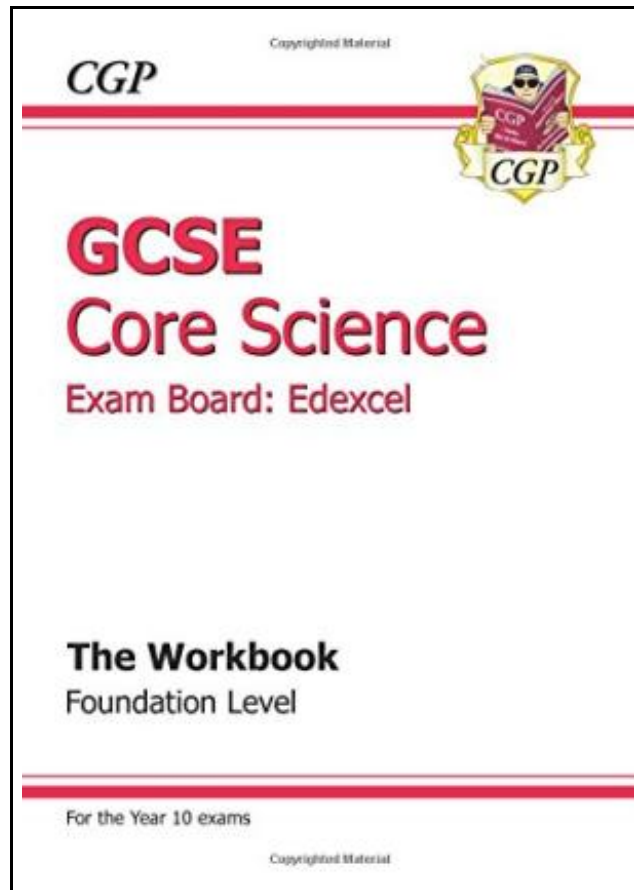 Copyrighted Material
CGP
CGP
CGP
GCSE
Core Science
Exam Board: Edexcel
The Workbook
Foundation Level
For the Year 10 exams
Copyrighted Material